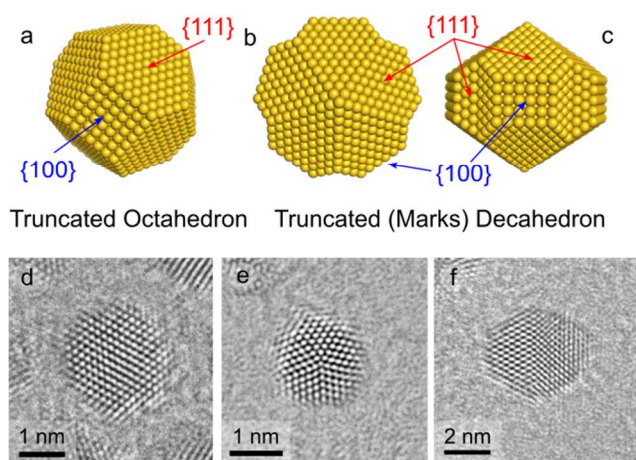 a
{111}
{100}
b
{111}
c
{100}
Truncated Octahedron
Truncated (Marks) Decahedron
d
1 nm
e
1 nm
f
2 nm